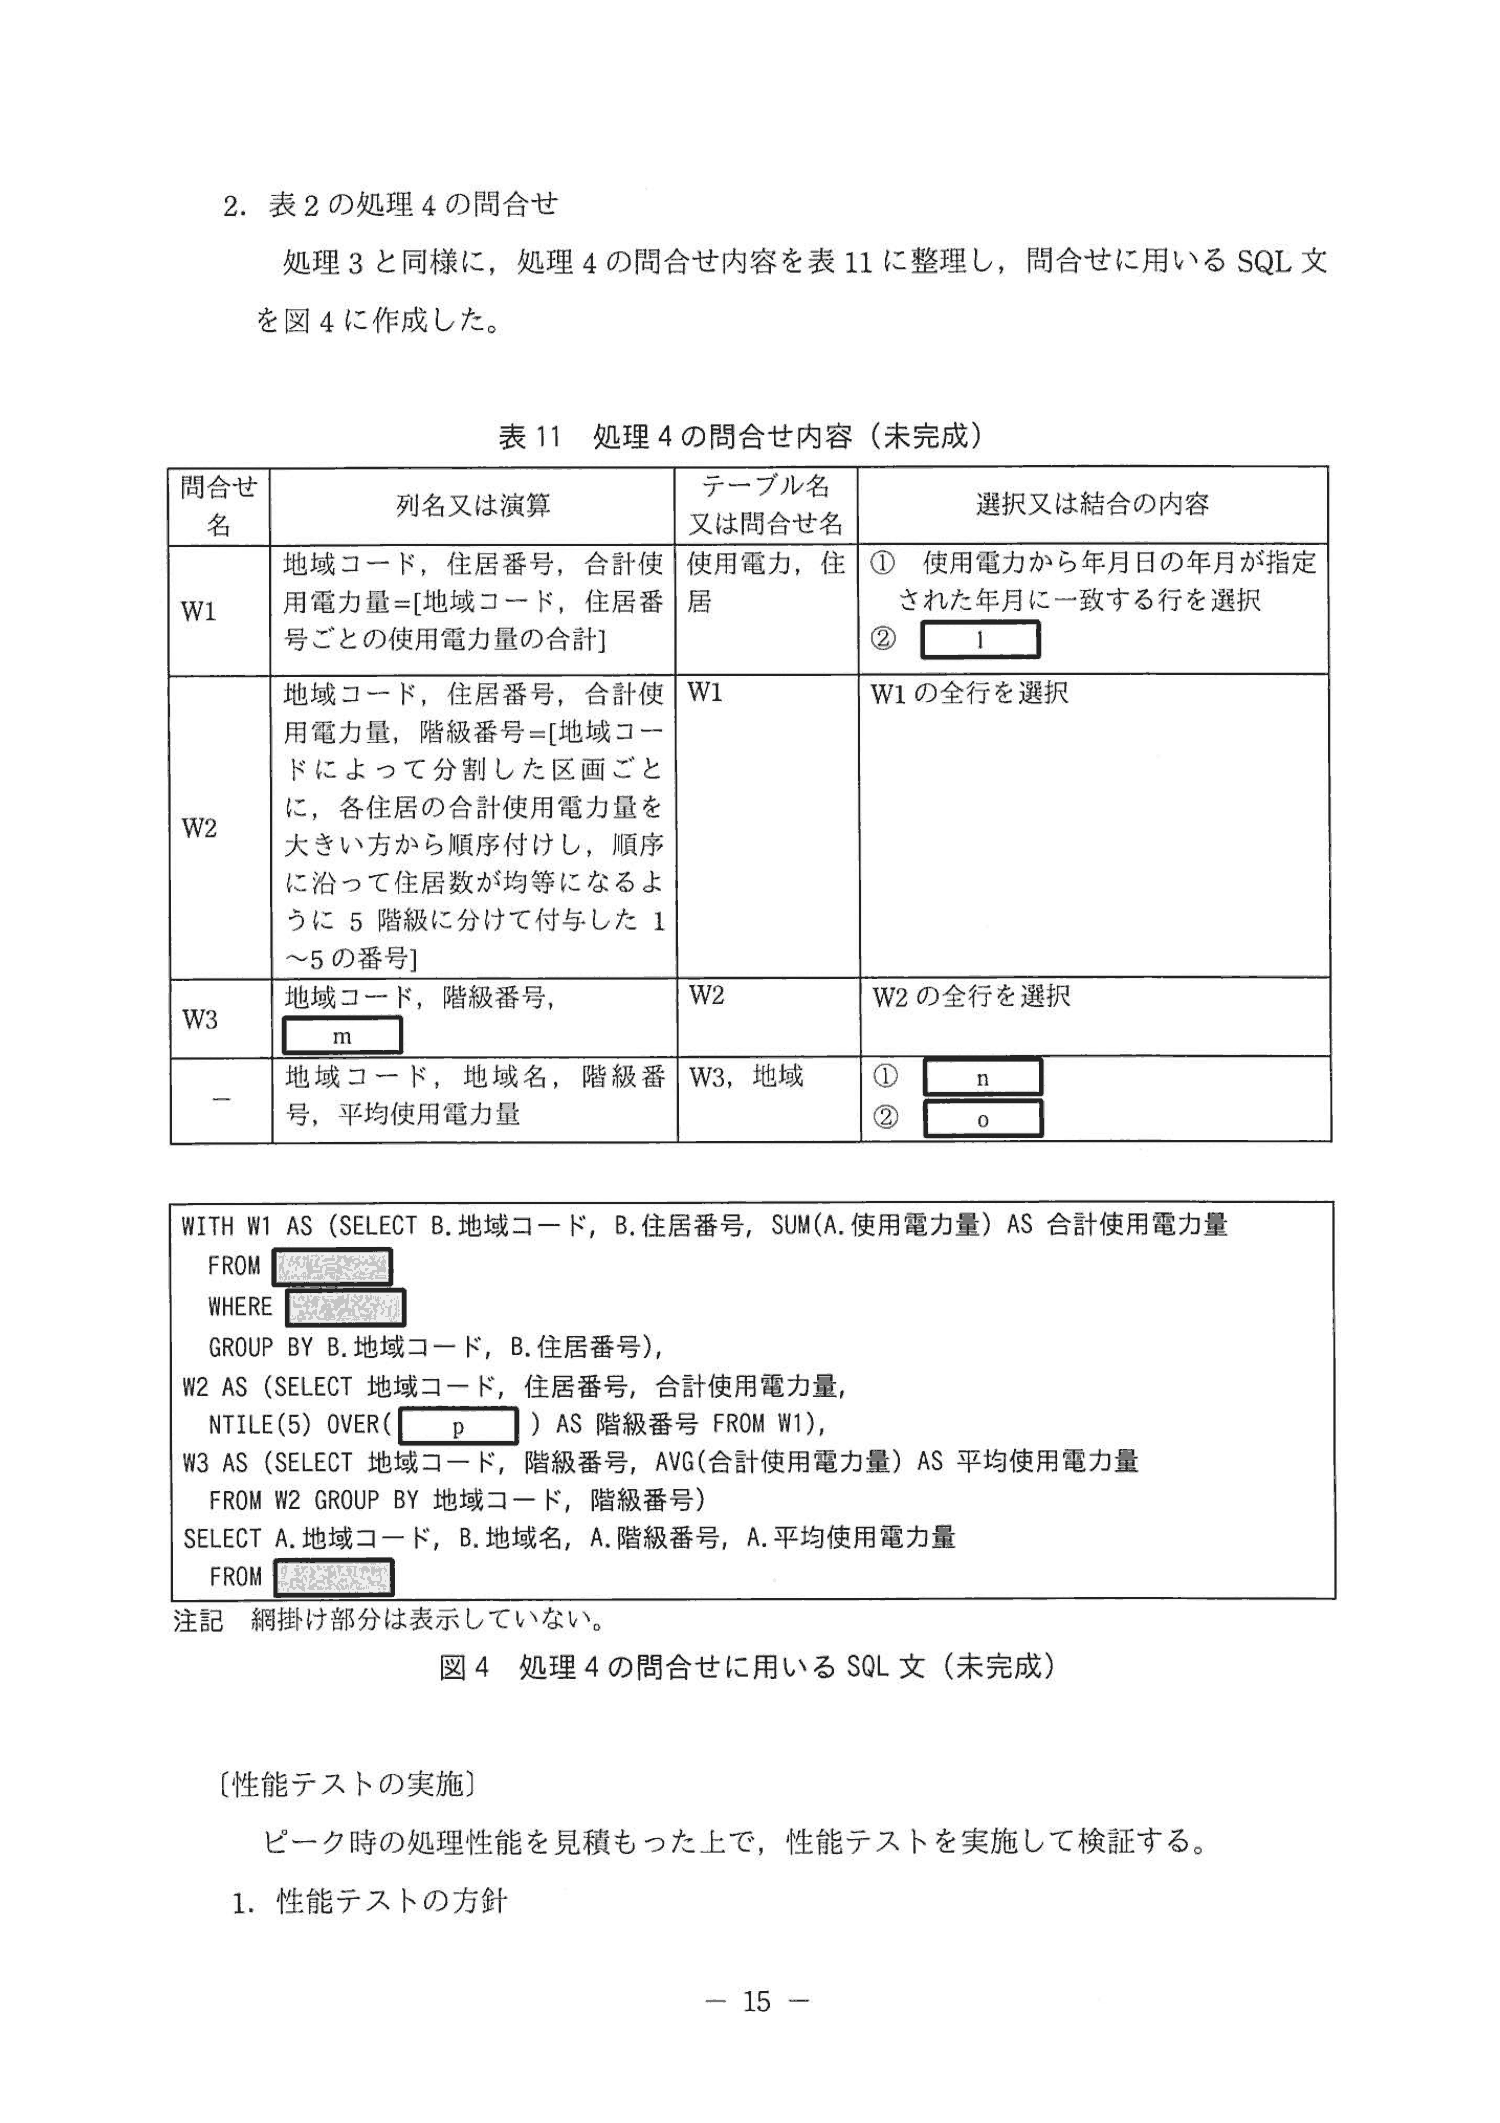 2．表2の処理4の問合せ
処理3と同様に，処理4の問合せ内容を表11に整理し，問合せに用いるSQL文
を図4に作成した。
表11　処理4の問合せ内容（未完成）
問合せ
名
列名又は演算
テーブル名
又は問合せ名
選択又は結合の内容
W1
地域コード，住居番号，合計使
用電力量=[地域コード，住居番
号ごとの使用電力量の合計]
使用電力，住
居
①　使用電力から年月日の年月が指定
された年月に一致する行を選択
②　l
W2
地域コード，住居番号，合計使
用電力量，階級番号=[地域コー
ドによって分割した区画ごと
に，各住居の合計使用電力量を
大きい方から順序付けし，順序
に沿って住居数が均等になるよ
うに 5 階級に分けて付与した 1
～5の番号]
W1
W1の全行を選択
W3
地域コード，階級番号，
m
W2
W2の全行を選択
－
地域コード，地域名，階級番
号，平均使用電力量
W3，地域
①　n
②　o
WITH W1 AS (SELECT B.地域コード, B.住居番号, SUM(A.使用電力量) AS 合計使用電力量
FROM
WHERE
GROUP BY B.地域コード, B.住居番号),
W2 AS (SELECT 地域コード, 住居番号, 合計使用電力量,
NTILE(5) OVER( p ) AS 階級番号 FROM W1),
W3 AS (SELECT 地域コード, 階級番号, AVG(合計使用電力量) AS 平均使用電力量
FROM W2 GROUP BY 地域コード, 階級番号)
SELECT A.地域コード, B.地域名, A.階級番号, A.平均使用電力量
FROM
注記　網掛け部分は表示していない。
図4　処理4の問合せに用いるSQL文（未完成）
〔性能テストの実施〕
ピーク時の処理性能を見積もった上で，性能テストを実施して検証する。
1．性能テストの方針
－ 15 －